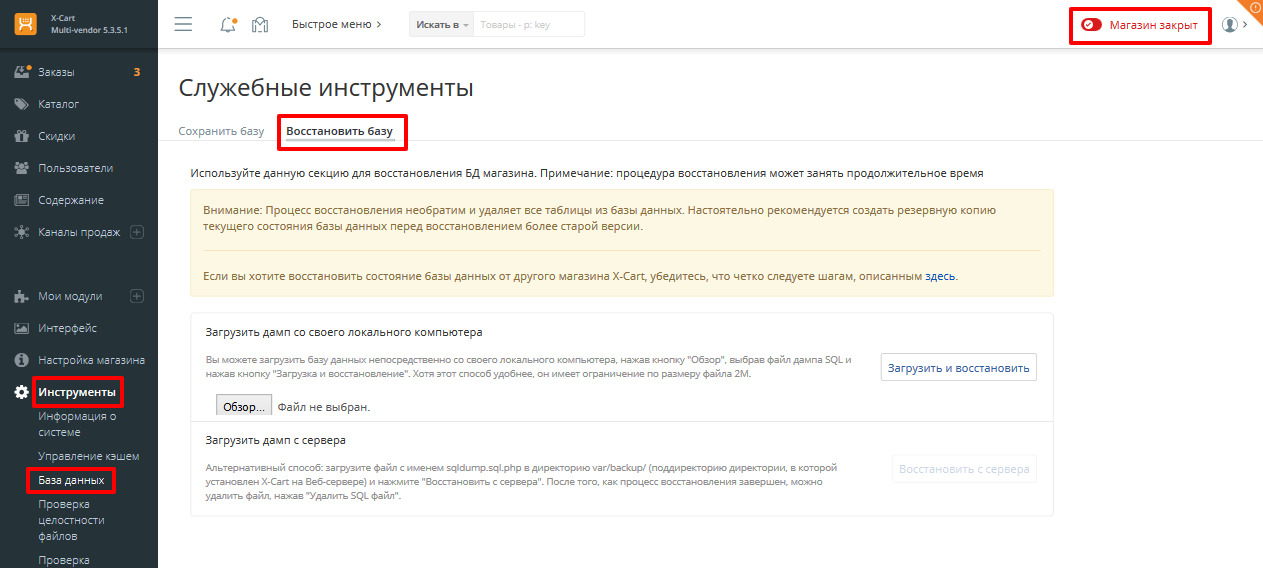 X-Cart
Multi-vendor 5.3.5.1
Быстрое меню
Искать в
Товары - p: key
Магазин закрыт
Заказы
3
Каталог
Скидки
Пользователи
Содержание
Каналы продаж
Мои модули
Интерфейс
Настройка магазина
Инструменты
Информация о
системе
Управление кэшем
База данных
Проверка
целостности
файлов
Проверка
Служебные инструменты
Сохранить базу
Восстановить базу
Используйте данную секцию для восстановления БД магазина. Примечание: процедура восстановления может занять продолжительное время
Внимание: Процесс восстановления необратим и удаляет все таблицы из базы данных. Настоятельно рекомендуется создать резервную копию
текущего состояния базы данных перед восстановлением более старой версии.
Если вы хотите восстановить состояние базы данных от другого магазина X-Cart, убедитесь, что четко следуете шагам, описанным здесь.
Загрузить дамп со своего локального компьютера
Вы можете загрузить базу данных непосредственно со своего локального компьютера, нажав кнопку "Обзор", выбрав файл дампа SQL и
нажав кнопку "Загрузка и восстановление". Хотя этот способ удобнее, он имеет ограничение по размеру файла 2M.
Загрузить и восстановить
Обзор... Файл не выбран.
Загрузить дамп с сервера
Альтернативный способ: загрузите файл с именем sqldump.sql.php в директорию var/backup/ (поддиректорию директории, в которой
установлен X-Cart на Веб-сервере) и нажмите "Восстановить с сервера". После того, как процесс восстановления завершен, можно
удалить файл, нажав "Удалить SQL файл".
Восстановить с сервера